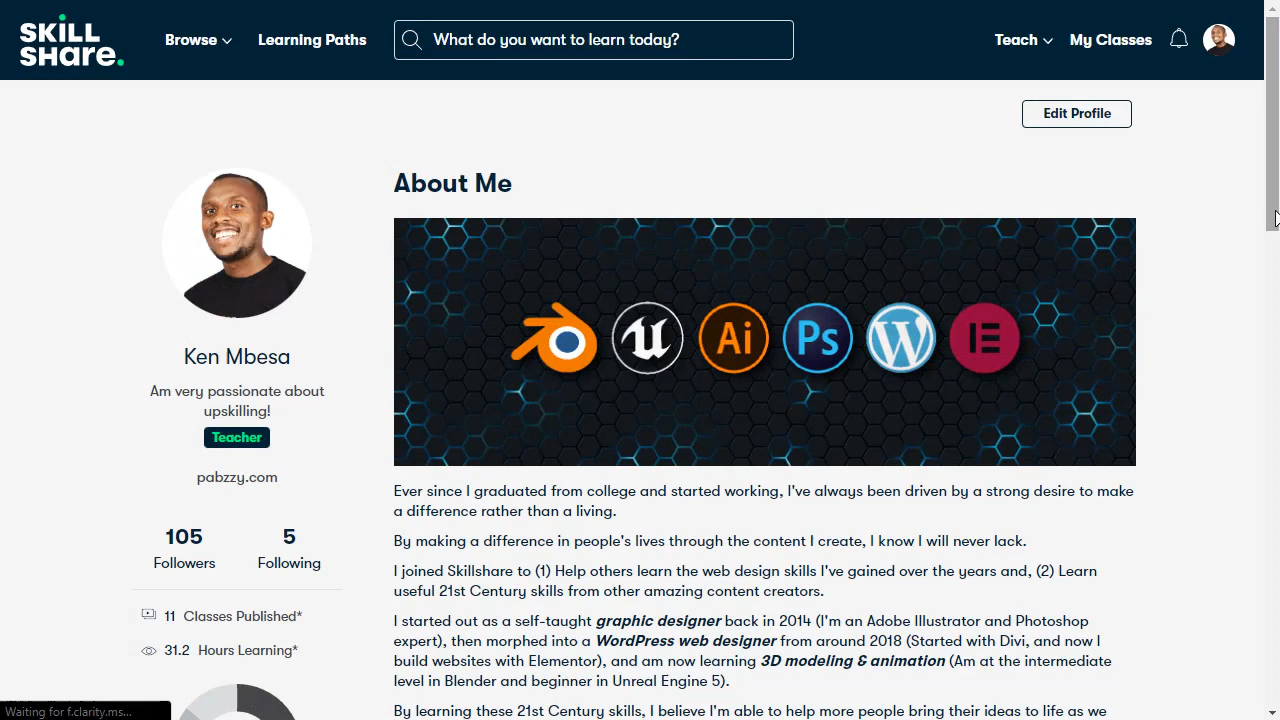 SKILL SHARE.
Browse
Learning Paths
What do you want to learn today?
Teach
My Classes
Edit Profile
About Me
Ai
Ps
Ken Mbesa
Am very passionate about
upskilling!
Teacher
pabzzy.com
105
Followers
5
Following
11 Classes Published*
31.2 Hours Learning*
Ever since I graduated from college and started working, I've always been driven by a strong desire to make
a difference rather than a living.
By making a difference in people's lives through the content I create, I know I will never lack.
I joined Skillshare to (1) Help others learn the web design skills I've gained over the years and, (2) Learn
useful 21st Century skills from other amazing content creators.
I started out as a self-taught graphic designer back in 2014 (I'm an Adobe Illustrator and Photoshop
expert), then morphed into a WordPress web designer from around 2018 (Started with Divi, and now I
build websites with Elementor), and am now learning 3D modeling & animation (Am at the intermediate
level in Blender and beginner in Unreal Engine 5).
By learning these 21st Century skills, I believe I'm able to help more people bring their ideas to life as we
Waiting for f.clarity.ms...